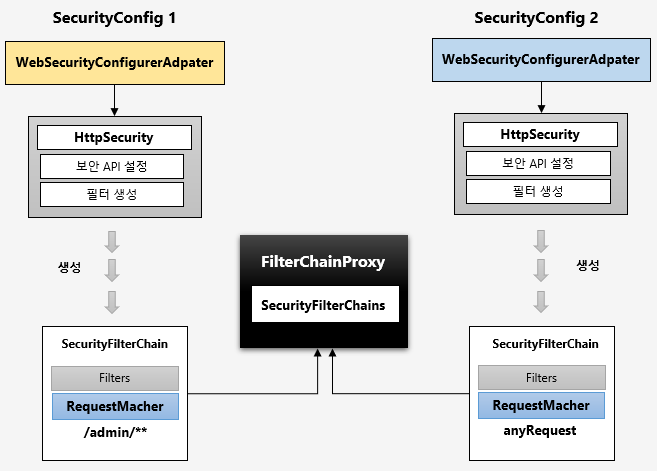 SecurityConfig 1
WebSecurityConfigurerAdpater
HttpSecurity
보안 API 설정
필터 생성
생성
SecurityFilterChain
Filters
RequestMacher
/admin/**
FilterChainProxy
SecurityFilterChains
SecurityConfig 2
WebSecurityConfigurerAdpater
HttpSecurity
보안 API 설정
필터 생성
생성
SecurityFilterChain
Filters
RequestMacher
anyRequest